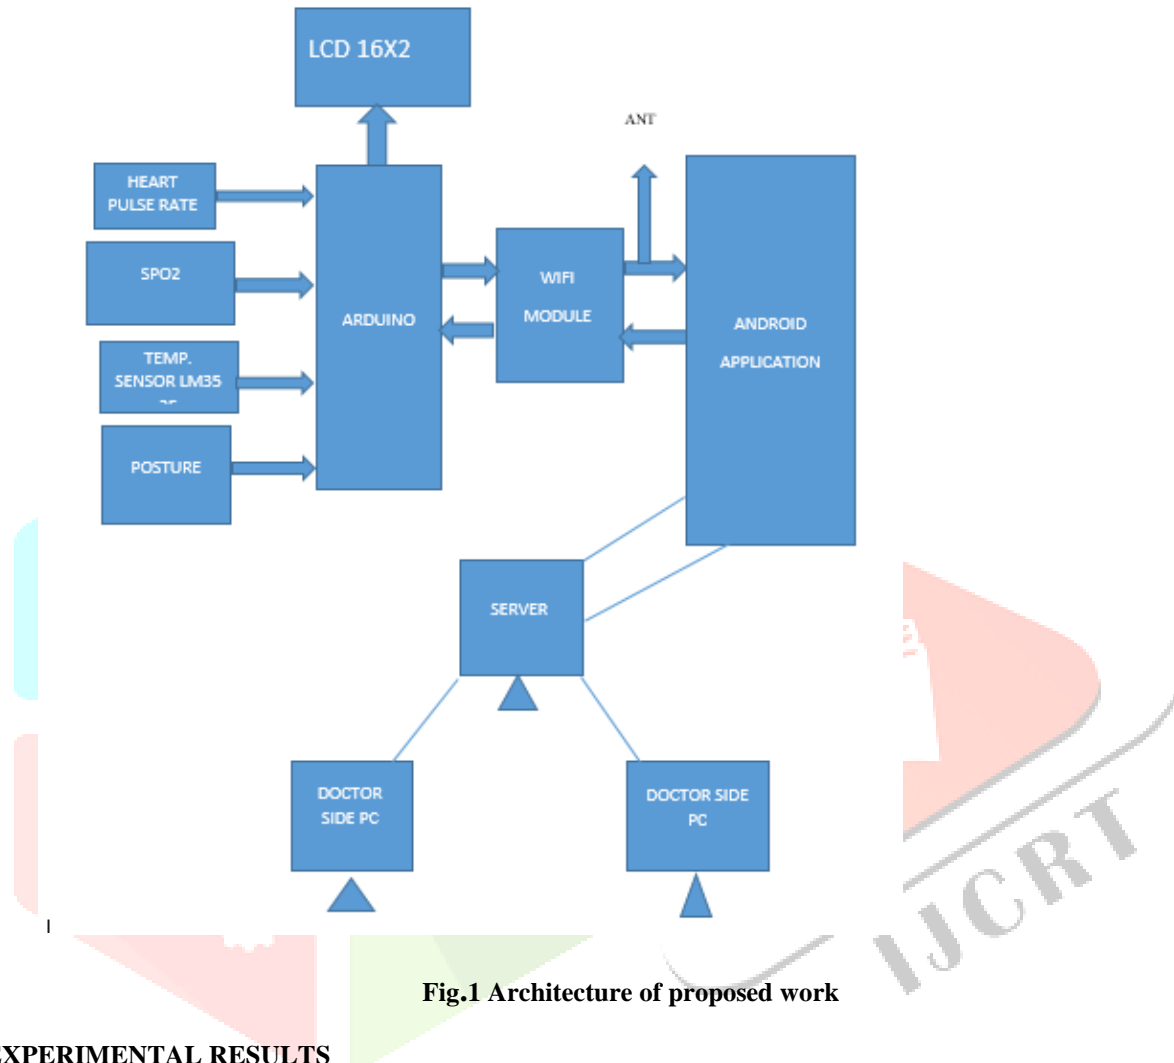 LCD 16X2
ANT
HEART
PULSE RATE
SPO2
TEMP.
SENSOR LM35
POSTURE
ARDUINO
WIFI
MODULE
ANDROID
APPLICATION
SERVER
DOCTOR
SIDE PC
DOCTOR SIDE
PC
IJCRT
Fig.1 Architecture of proposed work
EXPERIMENTAL RESULTS